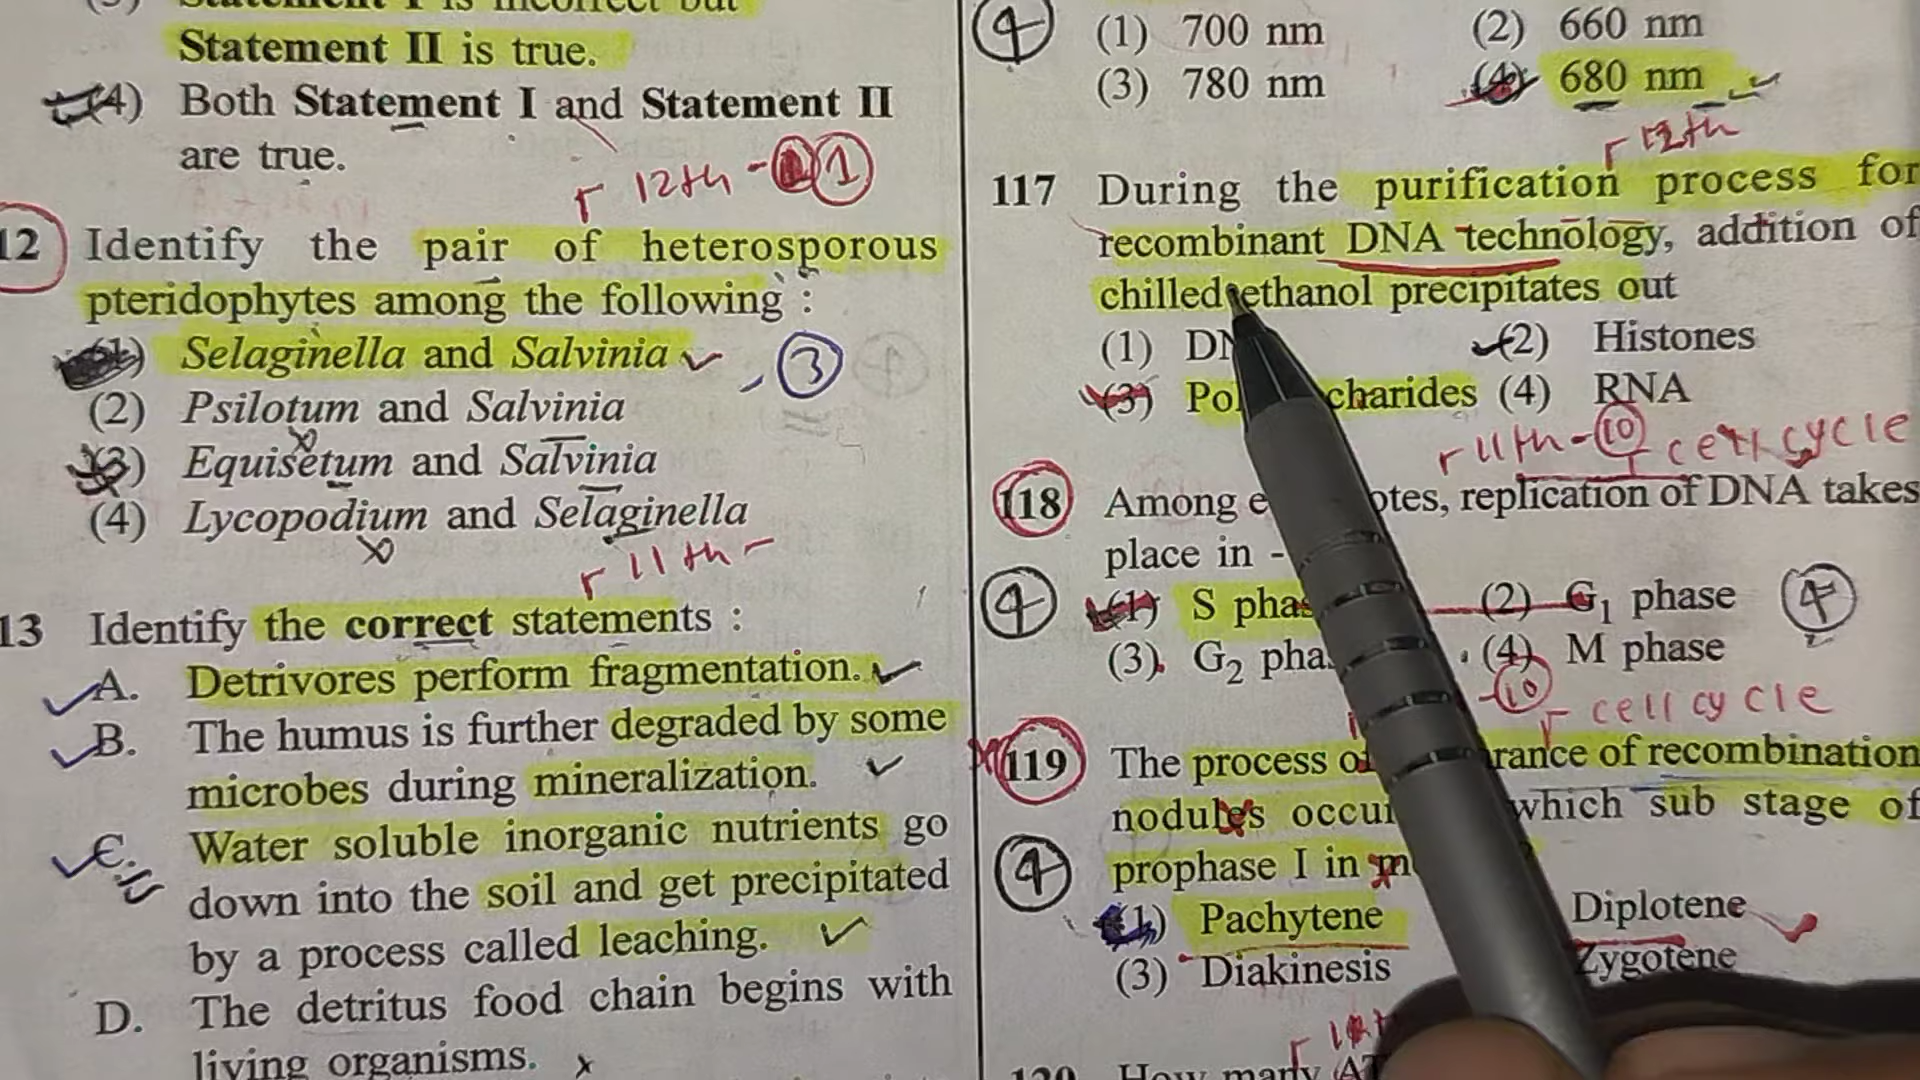 Statement II is true.
(4) Both Statement I and Statement II
are true.
r 12th - ①
12 Identify the pair of heterosporous
pteridophytes among the following :
(1) Selaginella and Salvinia
③
(2) Psilotum and Salvinia
(3) Equisetum and Salvinia
(4) Lycopodium and Selaginella
r 11th -
13 Identify the correct statements :
A. Detrivores perform fragmentation.
B. The humus is further degraded by some
microbes during mineralization.
C. Water soluble inorganic nutrients go
down into the soil and get precipitated
by a process called leaching.
D. The detritus food chain begins with
living organisms.
④ (1) 700 nm (2) 660 nm
(3) 780 nm (4) 680 nm
r 12th
117 During the purification process for
recombinant DNA technology, addition of
chilled ethanol precipitates out
(1) (2) Histones
(3) (4) RNA
r 11th - ⑩ cell cycle
118 Among replication of DNA takes
place in -
④ (1) S (2) G₁ phase ④
(3) G₂ (4) M phase
⑩ r cell cycle
119 The process of recombination
nodules which sub stage of
④ prophase I in
(1) Pachytene Diplotene
(3) Diakinesis Zygotene
120 How many